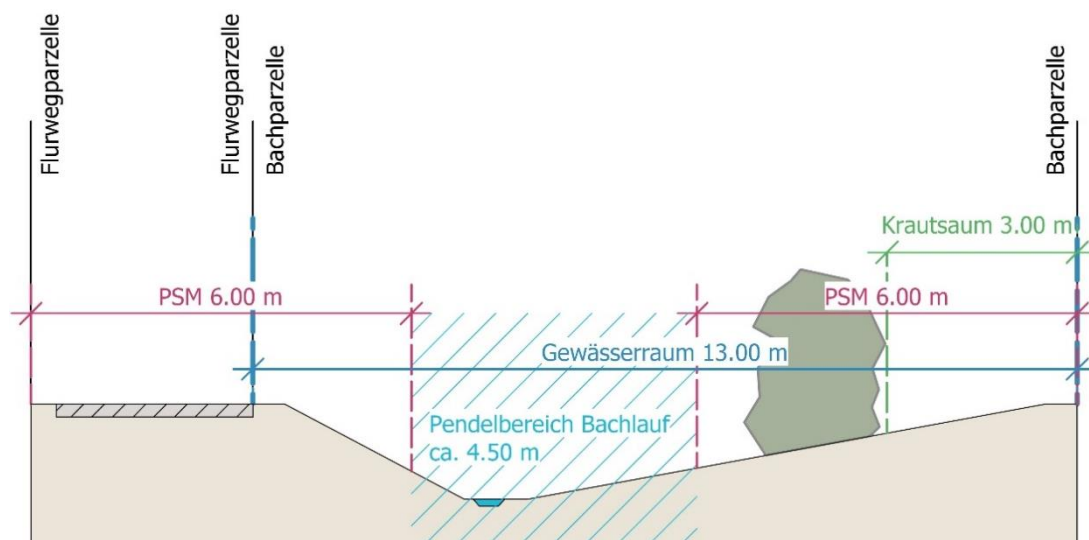 Flurwegparzelle
Flurwegparzelle
Bachparzelle
Bachparzelle
Krautsaum 3.00 m
PSM 6.00 m
PSM 6.00 m
Gewässerraum 13.00 m
Pendelbereich Bachlauf
ca. 4.50 m